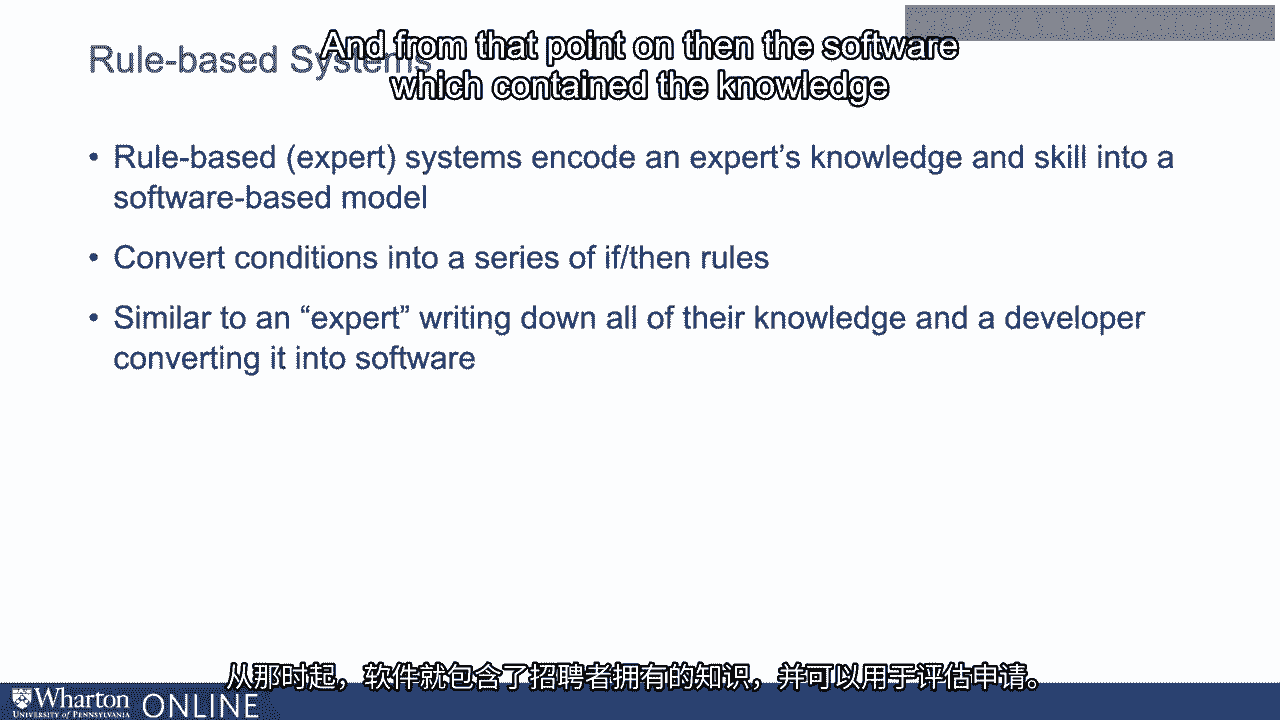 Rule-based Systems
And from that point on then the software
which contained the knowledge
• Rule-based (expert) systems encode an expert’s knowledge and skill into a
software-based model
• Convert conditions into a series of if/then rules
• Similar to an “expert” writing down all of their knowledge and a developer
converting it into software
从那时起，软件就包含了招聘者拥有的知识，并可以用于评估申请。
Wharton
UNIVERSITY of PENNSYLVANIA
ONLINE